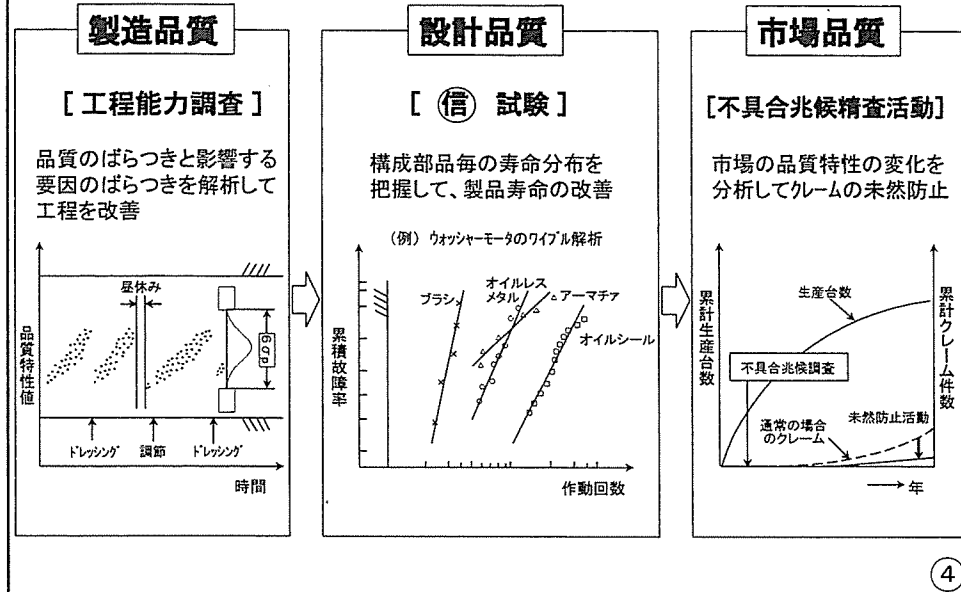 製造品質
[ 工程能力調査 ]
品質のばらつきと影響する
要因のばらつきを解析して
工程を改善
昼休み
品質特性値
6σp
ドレッシング
調節
ドレッシング
時間
設計品質
[ ㊙ 試験 ]
構成部品毎の寿命分布を
把握して、製品寿命の改善
(例) ウォッシャーモータのワイブル解析
ブラシ
オイルレス
メタル
アーマチァ
オイルシール
累積故障率
作動回数
市場品質
[不具合兆候精査活動]
市場の品質特性の変化を
分析してクレームの未然防止
累計生産台数
生産台数
不具合兆候調査
通常の場合
のクレーム
未然防止活動
累計クレーム件数
年
④